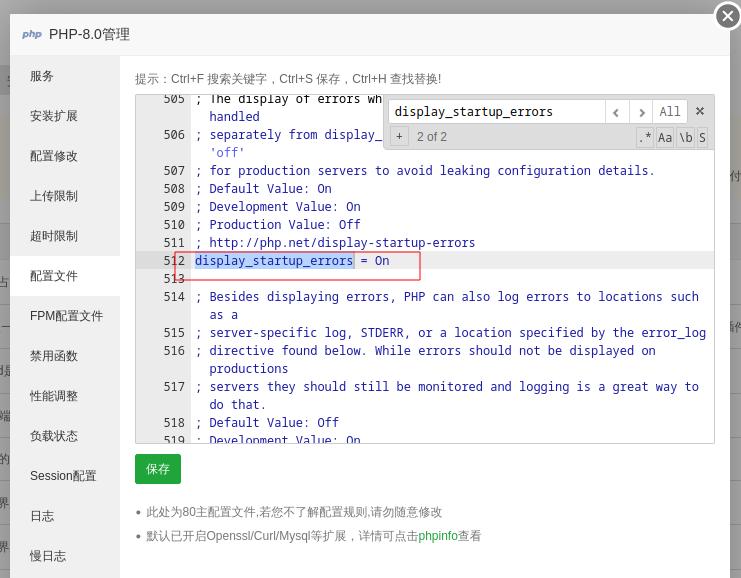 php PHP-8.0管理
服务
安装扩展
配置修改
上传限制
超时限制
配置文件
FPM配置文件
禁用函数
性能调整
负载状态
Session配置
日志
慢日志
提示：Ctrl+F 搜索关键字，Ctrl+S 保存，Ctrl+H 查找替换!
display_startup_errors
All
+ 2 of 2 .* Aa \b S
505 ; The display of errors wh
handled
506 ; separately from display_
'off'
507 ; for production servers to avoid leaking configuration details.
508 ; Default Value: On
509 ; Development Value: On
510 ; Production Value: Off
511 ; http://php.net/display-startup-errors
512 display_startup_errors = On
513
514 ; Besides displaying errors, PHP can also log errors to locations such
as a
515 ; server-specific log, STDERR, or a location specified by the error_log
516 ; directive found below. While errors should not be displayed on
productions
517 ; servers they should still be monitored and logging is a great way to
do that.
518 ; Default Value: Off
519 ; Development Value: On
保存
此处为80主配置文件,若您不了解配置规则,请勿随意修改
默认已开启Openssl/Curl/Mysql等扩展，详情可点击phpinfo查看